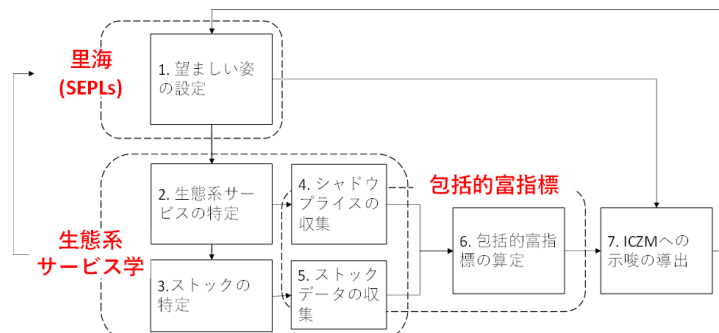 里海
(SEPLs)
1. 望ましい姿
の設定
2. 生態系サー
ビスの特定
4. シャドウ
プライスの
収集
包括的富指標
生態系
サービス学
3.ストックの
特定
5. ストック
データの収
集
6. 包括的富指
標の算定
7. ICZMへの
示唆の導出